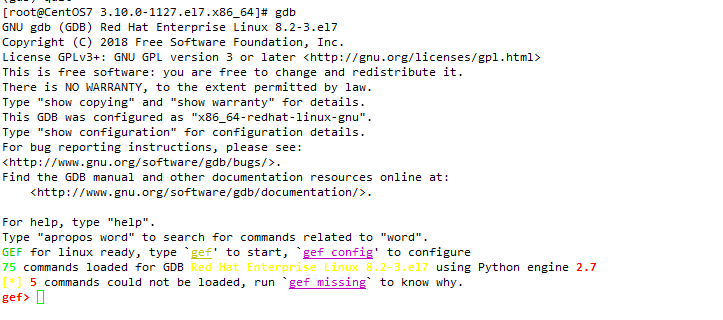 [root@CentOS7 3.10.0-1127.el7.x86_64]# gdb
GNU gdb (GDB) Red Hat Enterprise Linux 8.2-3.el7
Copyright (C) 2018 Free Software Foundation, Inc.
License GPLv3+: GNU GPL version 3 or later <http://gnu.org/licenses/gpl.html>
This is free software: you are free to change and redistribute it.
There is NO WARRANTY, to the extent permitted by law.
Type "show copying" and "show warranty" for details.
This GDB was configured as "x86_64-redhat-linux-gnu".
Type "show configuration" for configuration details.
For bug reporting instructions, please see:
<http://www.gnu.org/software/gdb/bugs/>.
Find the GDB manual and other documentation resources online at:
    <http://www.gnu.org/software/gdb/documentation/>.

For help, type "help".
Type "apropos word" to search for commands related to "word".
GEF for linux ready, type `gef' to start, `gef config' to configure
75 commands loaded for GDB Red Hat Enterprise Linux 8.2-3.el7 using Python engine 2.7
[*] 5 commands could not be loaded, run `gef missing` to know why.
gef>